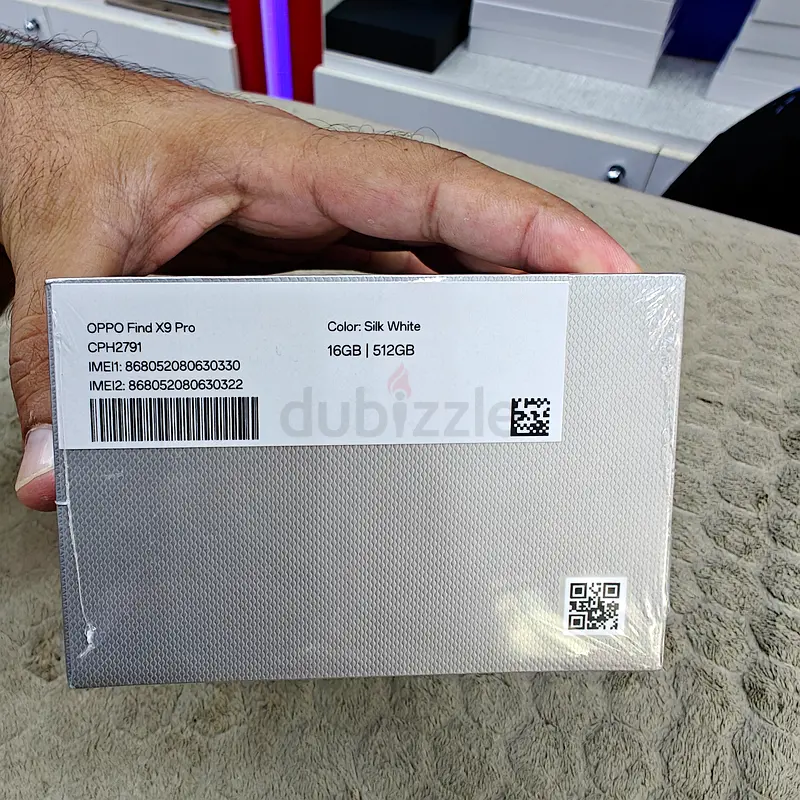 OPPO Find X9 Pro
CPH2791
IMEI1: 868052080630330
IMEI2: 868052080630322
Color: Silk White
16GB | 512GB
dubizzle